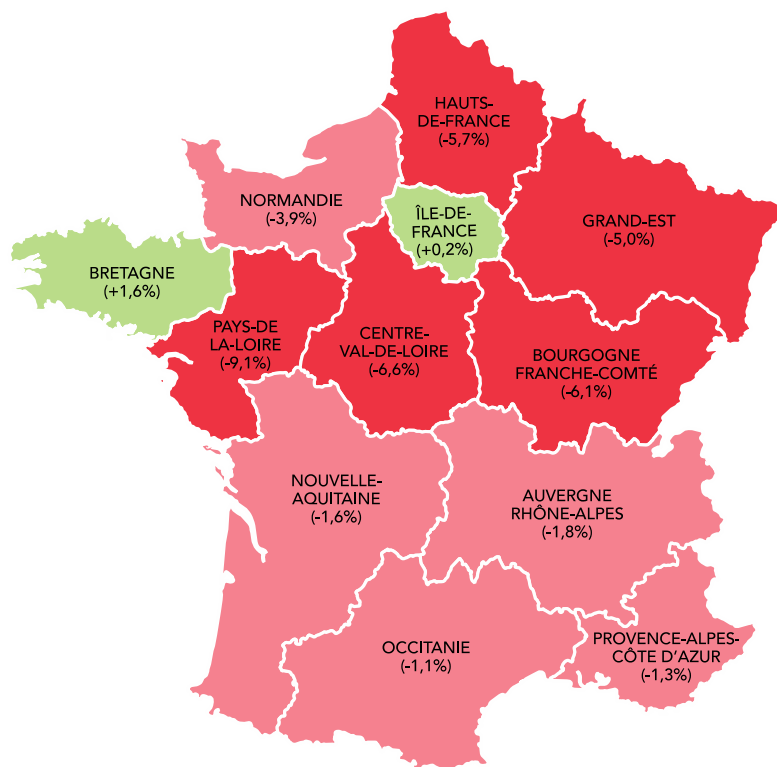 HAUTS-
DE-FRANCE
(-5,7%)
NORMANDIE
(-3,9%)
ÎLE-DE-
FRANCE
(+0,2%)
GRAND-EST
(-5,0%)
BRETAGNE
(+1,6%)
PAYS-DE
LA-LOIRE
(-9,1%)
CENTRE-
VAL-DE-LOIRE
(-6,6%)
BOURGOGNE
FRANCHE-COMTÉ
(-6,1%)
NOUVELLE-
AQUITAINE
(-1,6%)
AUVERGNE
RHÔNE-ALPES
(-1,8%)
OCCITANIE
(-1,1%)
PROVENCE-ALPES-
CÔTE D'AZUR
(-1,3%)